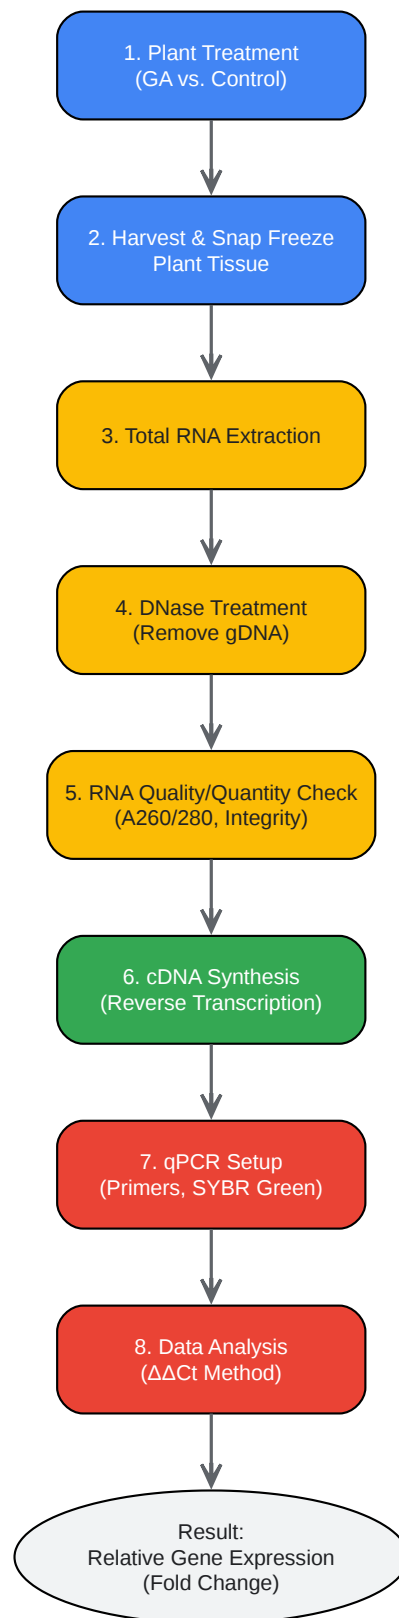 1. Plant Treatment
(GA vs. Control)
2. Harvest & Snap Freeze
Plant Tissue
3. Total RNA Extraction
4. DNase Treatment
(Remove gDNA)
5. RNA Quality/Quantity Check
(A260/280, Integrity)
6. cDNA Synthesis
(Reverse Transcription)
7. qPCR Setup
(Primers, SYBR Green)
8. Data Analysis
(ΔΔCt Method)
Result:
Relative Gene Expression
(Fold Change)